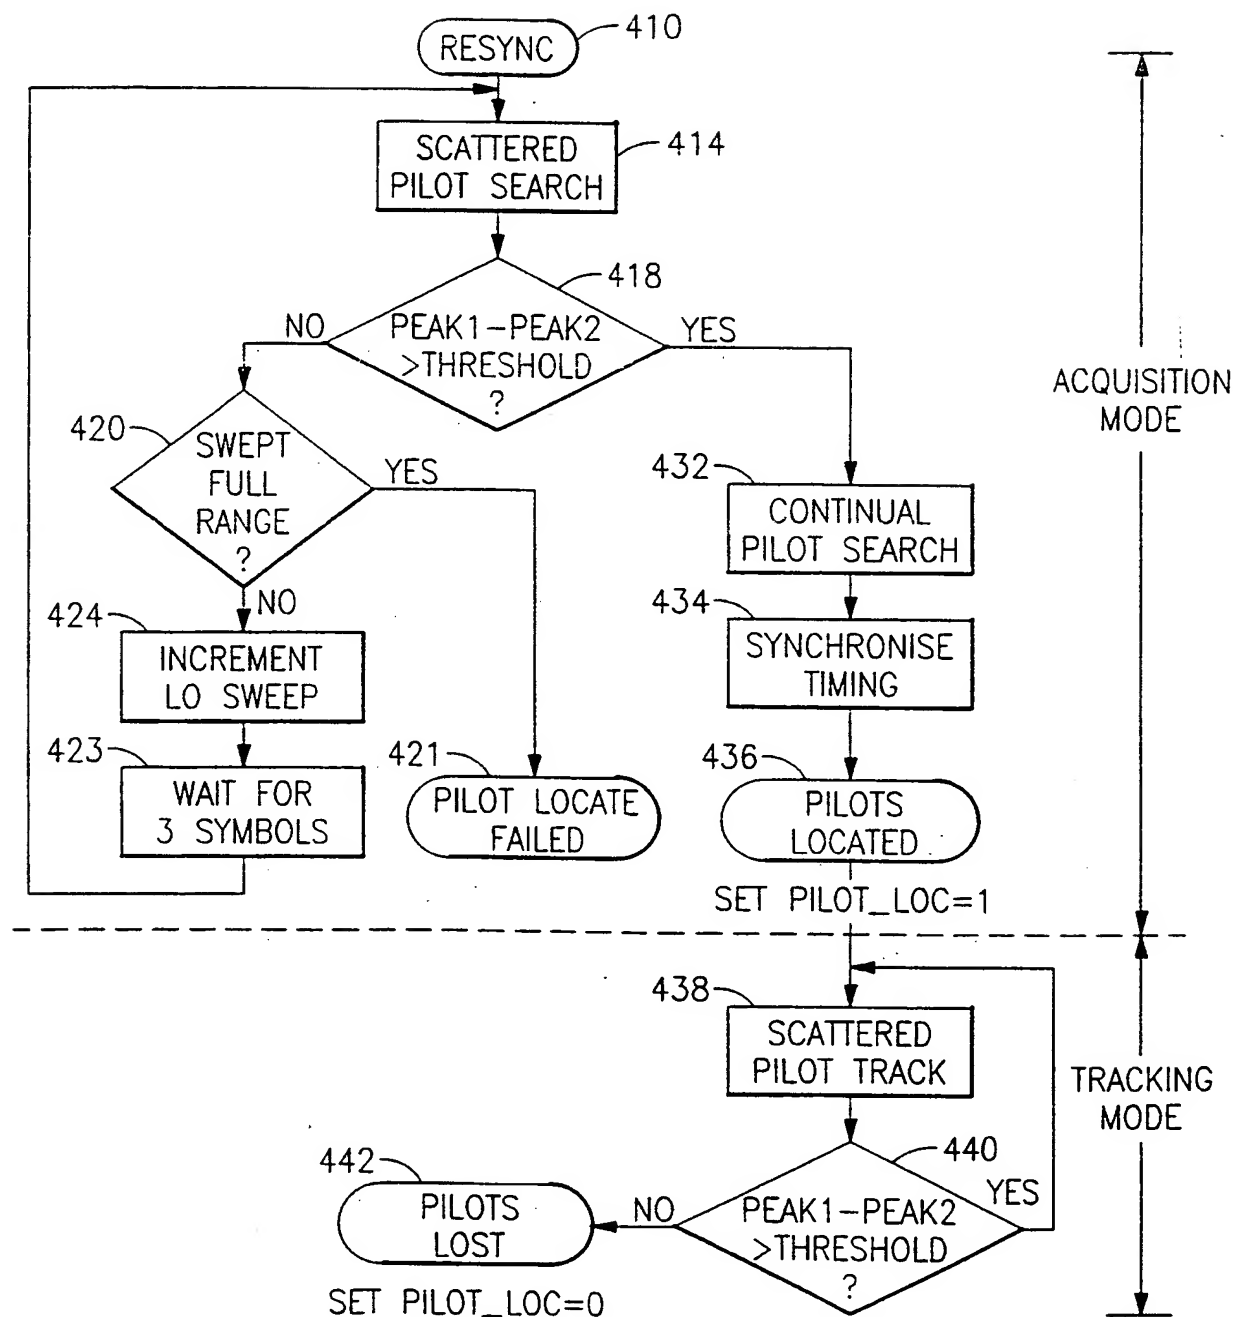 RESYNC
410
SCATTERED
PILOT SEARCH
414
418
NO
PEAK1-PEAK2
>THRESHOLD
?
YES
ACQUISITION
MODE
420
SWEPT
FULL
RANGE
?
YES
NO
432
CONTINUAL
PILOT SEARCH
424
INCREMENT
LO SWEEP
434
SYNCHRONISE
TIMING
423
WAIT FOR
3 SYMBOLS
421
PILOT LOCATE
FAILED
436
PILOTS
LOCATED
SET PILOT_LOC=1
438
SCATTERED
PILOT TRACK
TRACKING
MODE
440
YES
PEAK1-PEAK2
>THRESHOLD
?
NO
442
PILOTS
LOST
SET PILOT_LOC=0